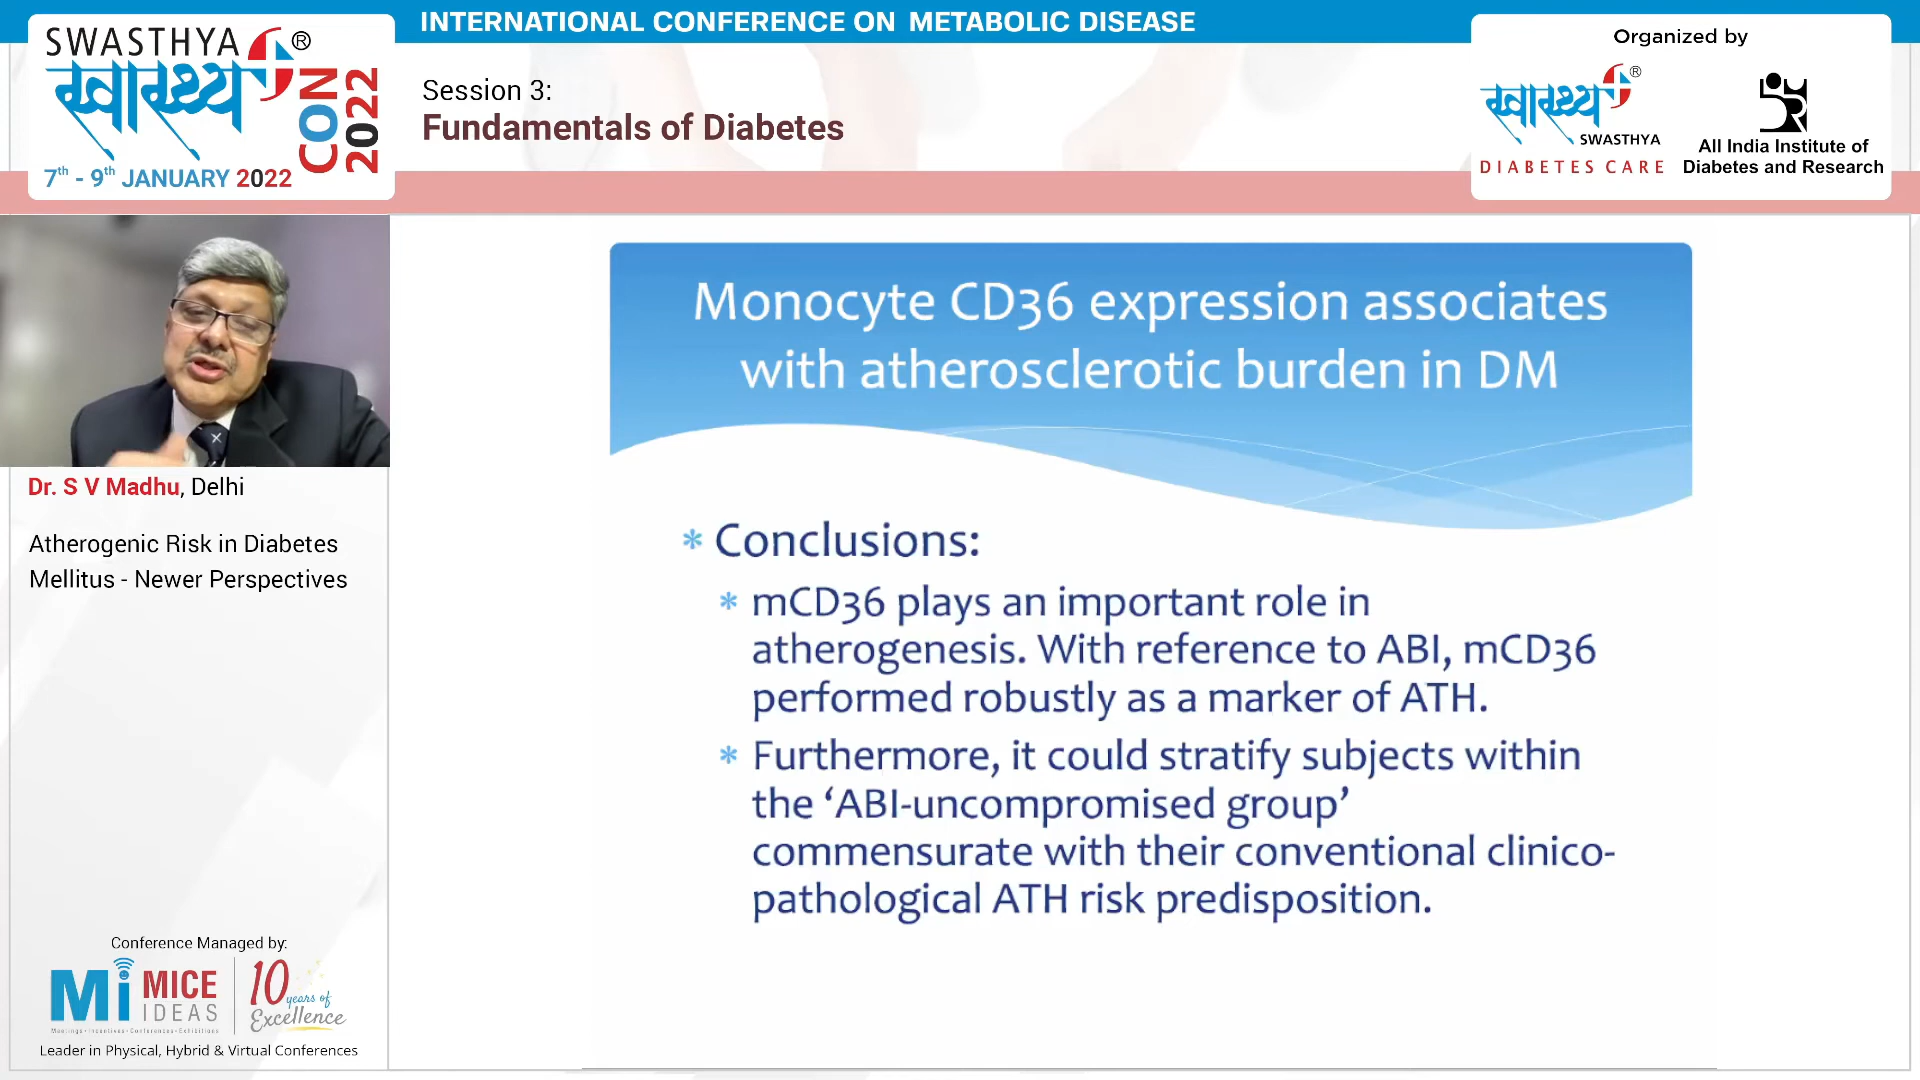 INTERNATIONAL CONFERENCE ON METABOLIC DISEASE
SWASTHYA ®
स्वास्थ्य
CON
2022
7th - 9th JANUARY 2022
Session 3:
Fundamentals of Diabetes
Organized by
स्वास्थ्य ®
SWASTHYA
DIABETES CARE
All India Institute of
Diabetes and Research
Dr. S V Madhu, Delhi
Atherogenic Risk in Diabetes
Mellitus - Newer Perspectives
Monocyte CD36 expression associates
with atherosclerotic burden in DM
* Conclusions:
* mCD36 plays an important role in
atherogenesis. With reference to ABI, mCD36
performed robustly as a marker of ATH.
* Furthermore, it could stratify subjects within
the ‘ABI-uncompromised group’
commensurate with their conventional clinico-
pathological ATH risk predisposition.
Conference Managed by:
Mi MICE
IDEAS
Meetings•Incentives•Conferences•Exhibitions
10
years of
Excellence
Leader in Physical, Hybrid & Virtual Conferences